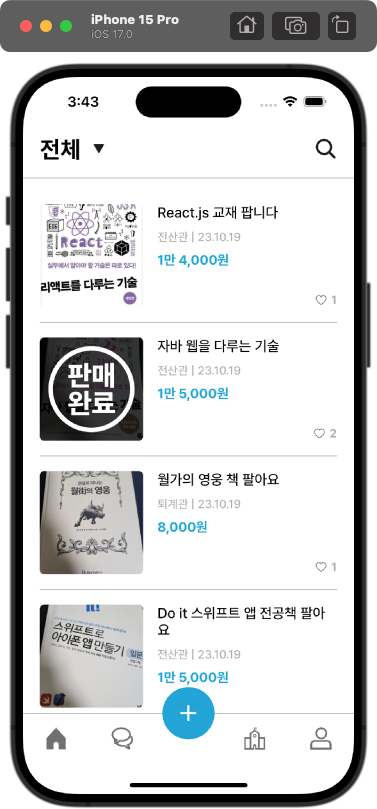 iPhone 15 Pro
iOS 17.0
3:43
전체
React
실무에서 알아야 할 기술은 따로 있다!
리액트를 다루는 기술
React.js 교재 팝니다
전산관 | 23.10.19
1만 4,000원
1
판매
완료
자바 웹을 다루는 기술
전산관 | 23.10.19
1만 5,000원
2
월街의 영웅
월가의 영웅 책 팔아요
퇴계관 | 23.10.19
8,000원
1
it!
스위프트로
아이폰 앱 만들기
입문
Do it 스위프트 앱 전공책 팔아
요
전산관 | 23.10.19
1만 5,000원